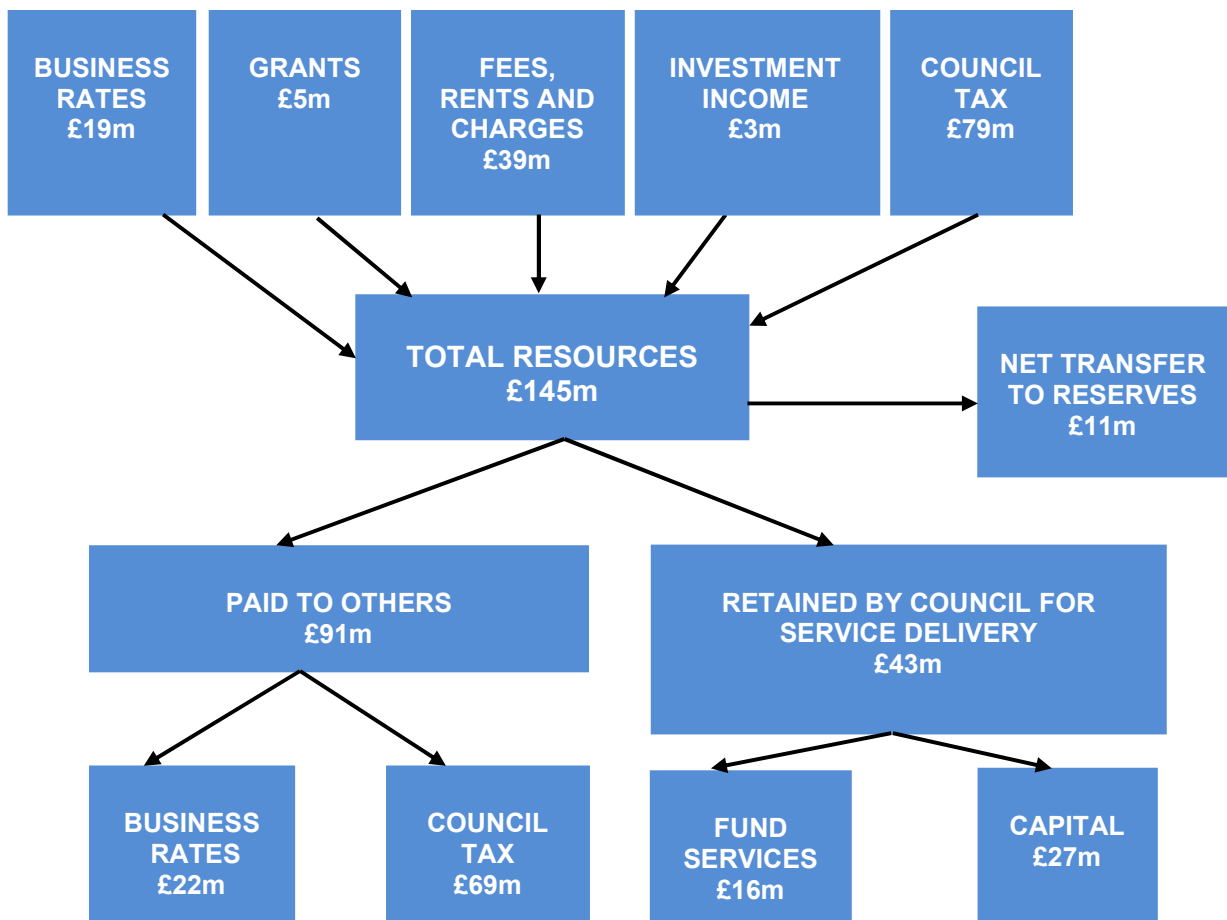 BUSINESS
RATES
£19m
GRANTS
£5m
FEES,
RENTS AND
CHARGES
£39m
INVESTMENT
INCOME
£3m
COUNCIL
TAX
£79m
TOTAL RESOURCES
£145m
NET TRANSFER
TO RESERVES
£11m
PAID TO OTHERS
£91m
RETAINED BY COUNCIL FOR
SERVICE DELIVERY
£43m
BUSINESS
RATES
£22m
COUNCIL
TAX
£69m
FUND
SERVICES
£16m
CAPITAL
£27m